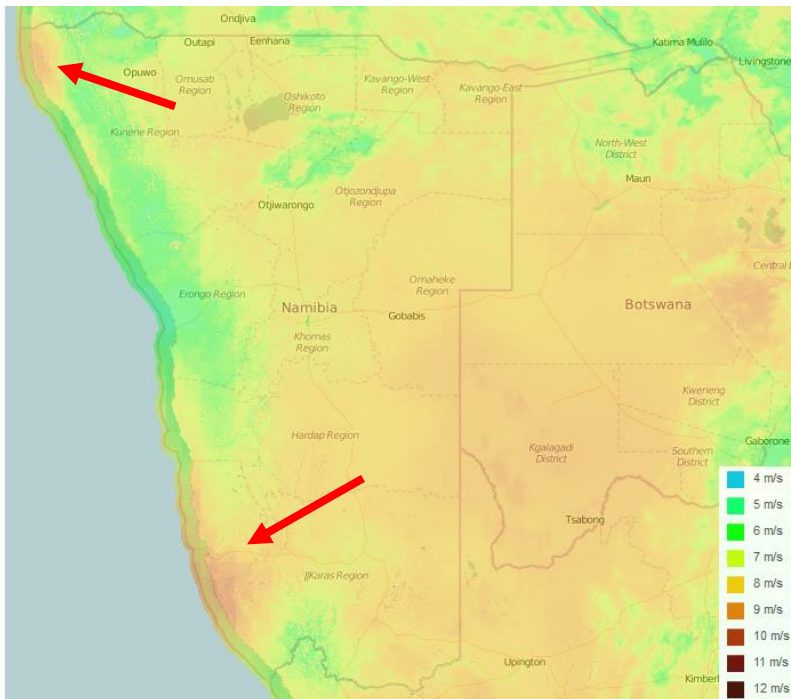 Ondjiva
Outapi
Eenhana
Katima Mulilo
Livingstone
Opuwo
Omusati
Region
Oshikoto
Region
Kavango-West
Region
Kavango-East
Region
Kunene Region
North-West
District
Maun
Otjozondjupa
Region
Otjiwarongo
Central
Omaheke
Region
Erongo Region
Namibia
Gobabis
Botswana
Khomas
Region
Kweneng
District
Hardap Region
Kgalagadi
District
Southern
District
Gaborone
Tsabong
||Karas Region
Upington
Kimberl
4 m/s
5 m/s
6 m/s
7 m/s
8 m/s
9 m/s
10 m/s
11 m/s
12 m/s